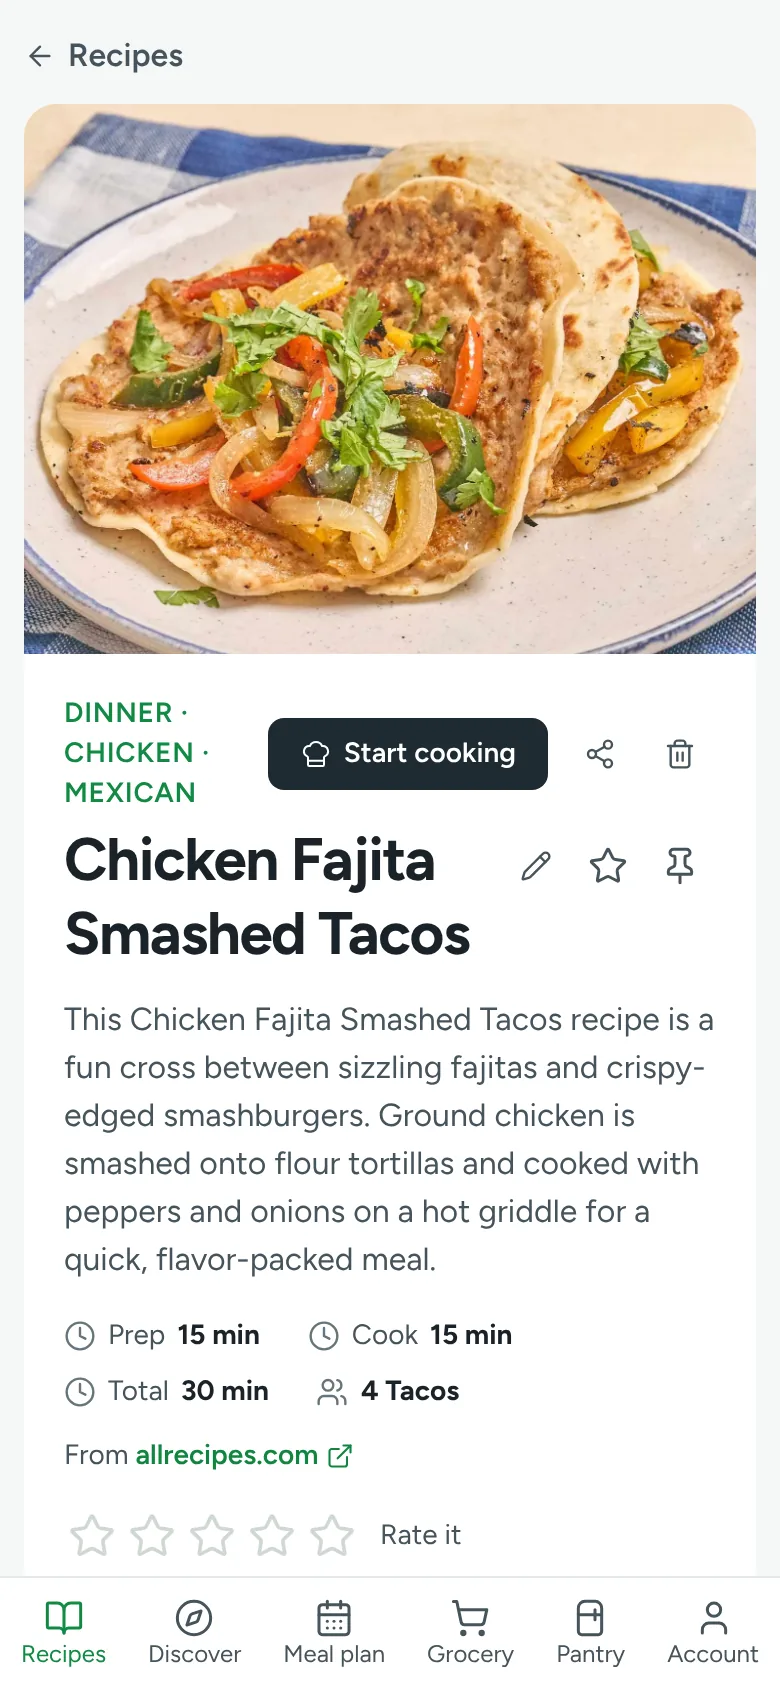 Recipes
DINNER ·
CHICKEN ·
MEXICAN
Start cooking
Chicken Fajita
Smashed Tacos
This Chicken Fajita Smashed Tacos recipe is a
fun cross between sizzling fajitas and crispy-
edged smashburgers. Ground chicken is
smashed onto flour tortillas and cooked with
peppers and onions on a hot griddle for a
quick, flavor-packed meal.
Prep 15 min Cook 15 min
Total 30 min 4 Tacos
From allrecipes.com
Rate it
Recipes Discover Meal plan Grocery Pantry Account